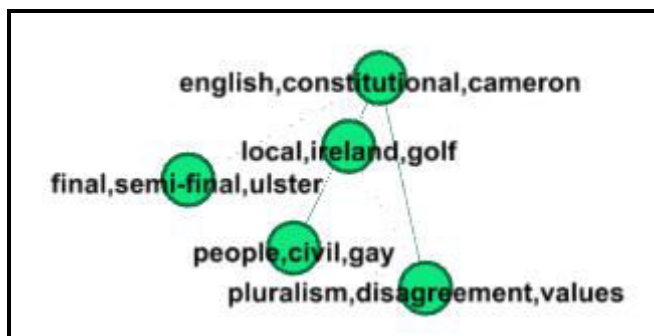 english,constitutional,cameron
local,ireland,golf
final,semi-final,ulster
people,civil,gay
pluralism,disagreement,values